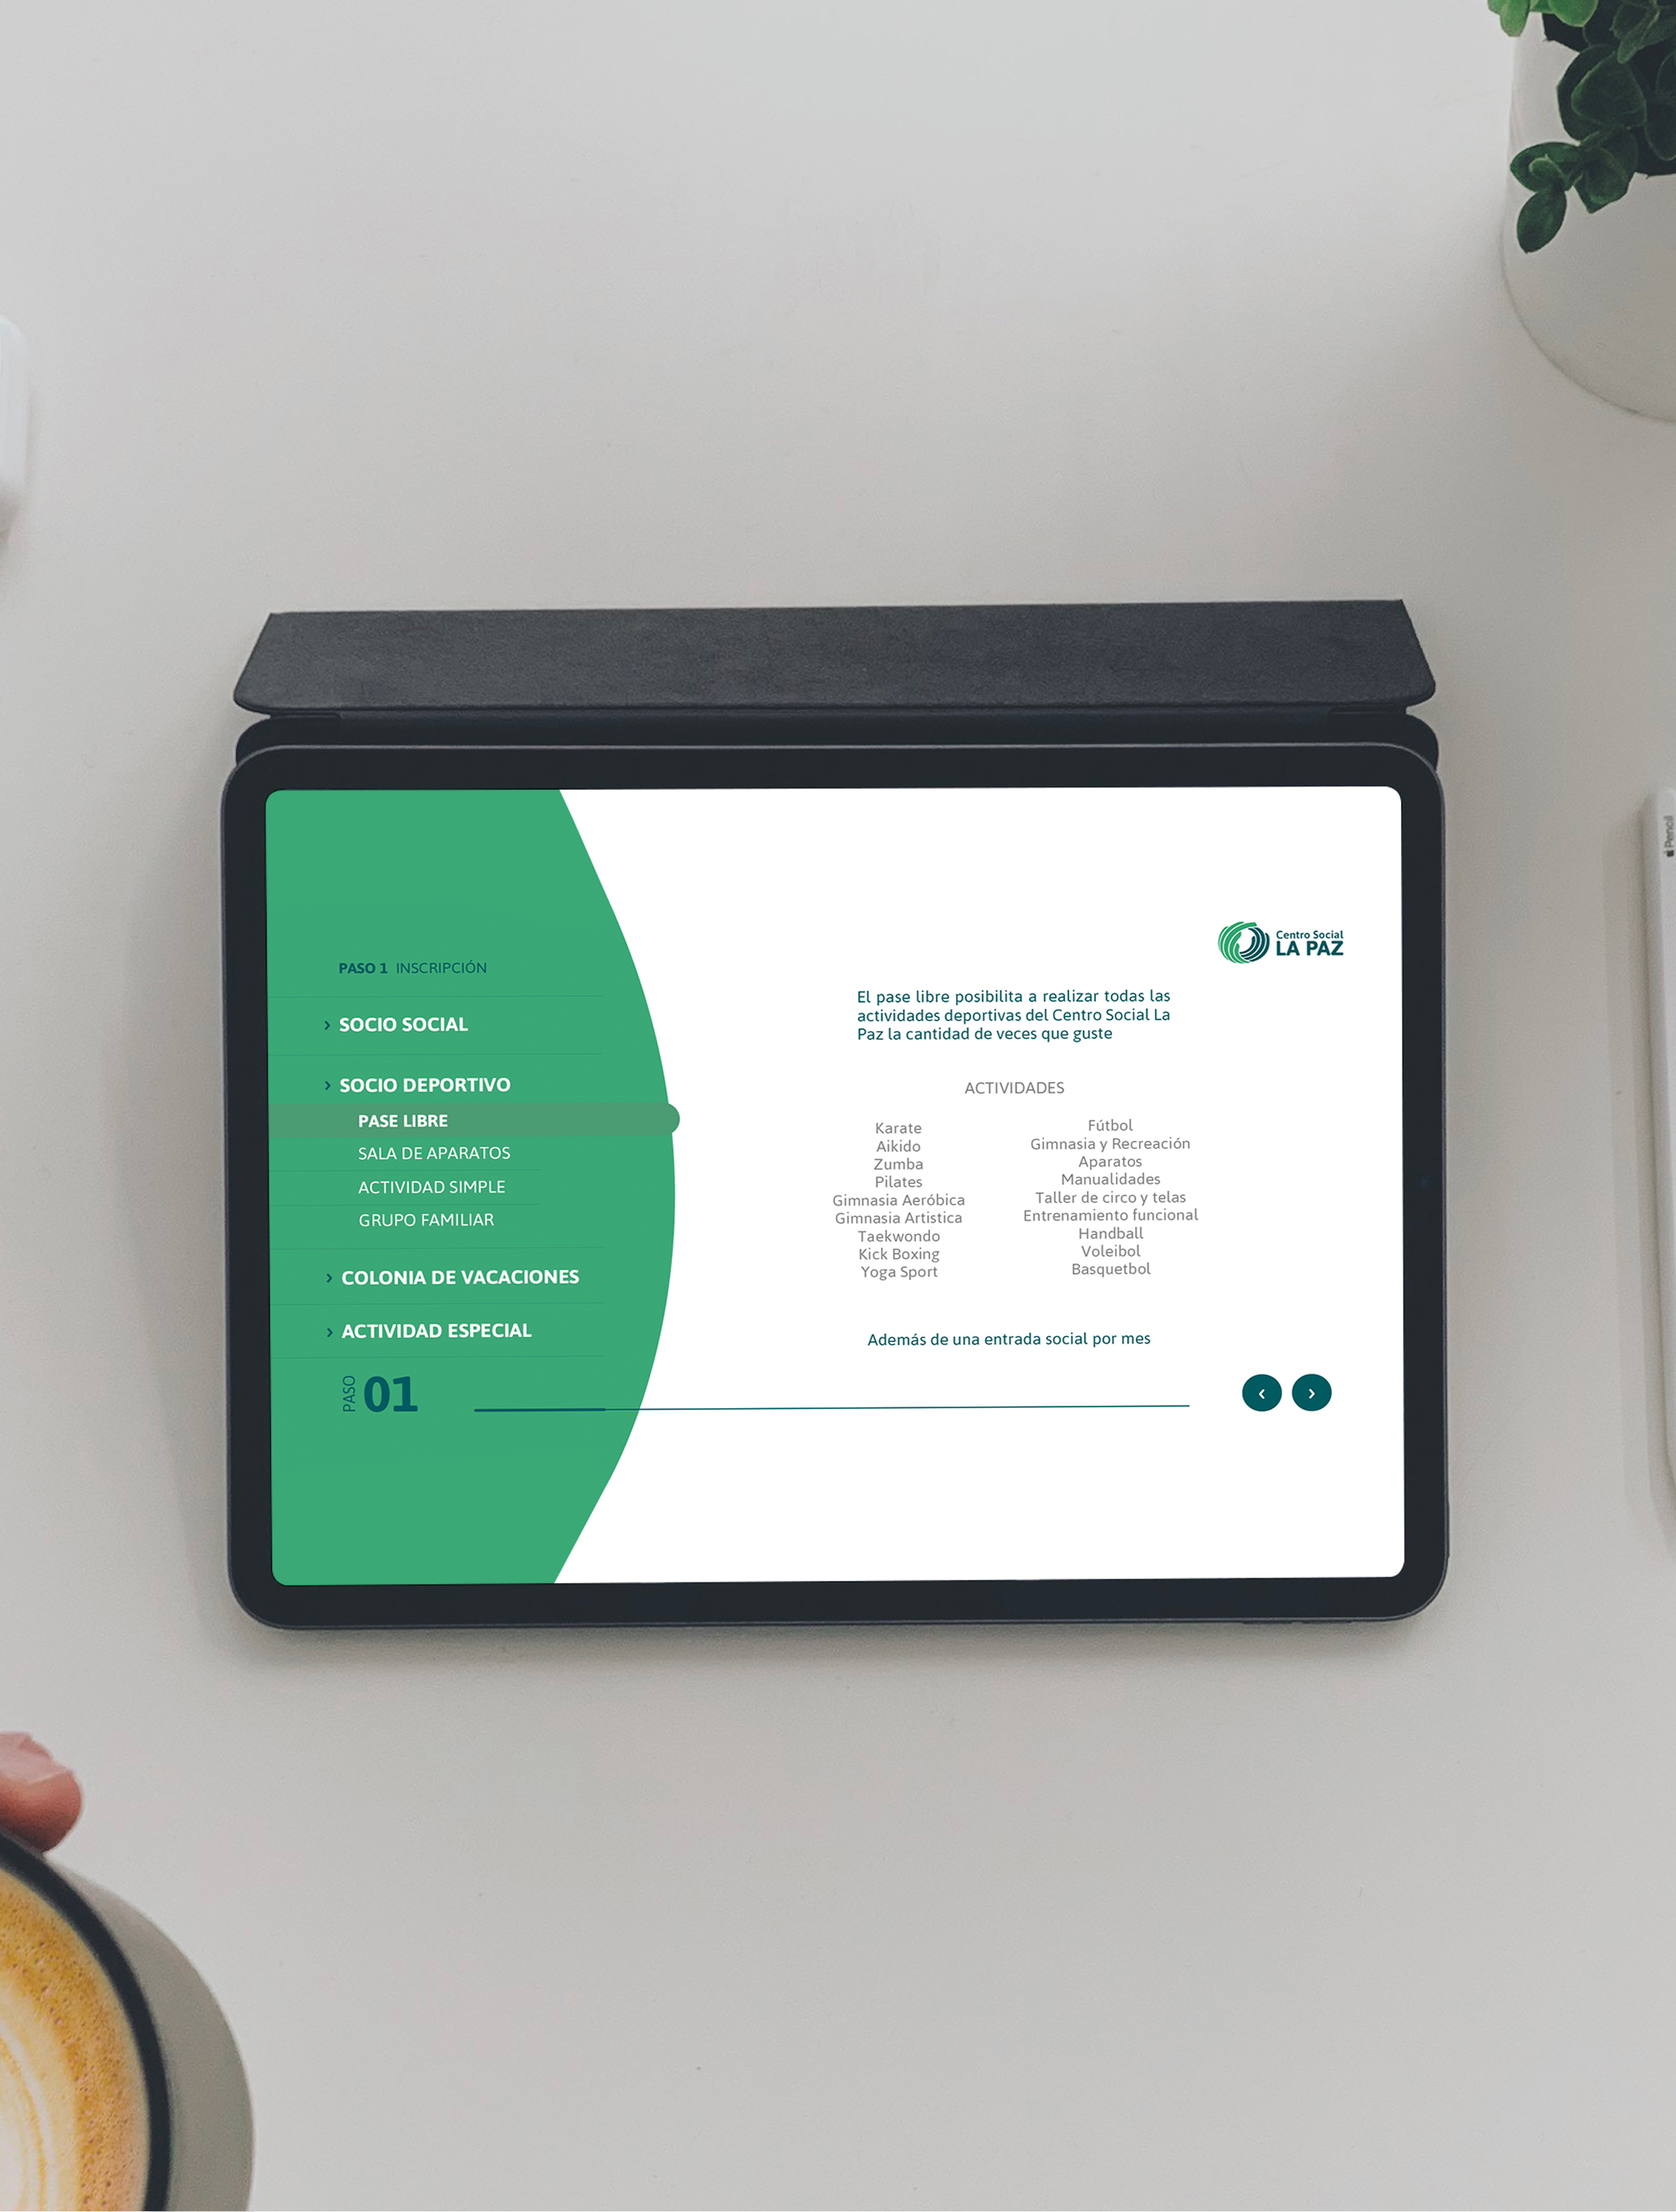 Pencil
Centro Social
LA PAZ
PASO 1 INSCRIPCIÓN
› SOCIO SOCIAL
› SOCIO DEPORTIVO
PASE LIBRE
SALA DE APARATOS
ACTIVIDAD SIMPLE
GRUPO FAMILIAR
› COLONIA DE VACACIONES
› ACTIVIDAD ESPECIAL
PASO 01
El pase libre posibilita a realizar todas las
actividades deportivas del Centro Social La
Paz la cantidad de veces que guste
ACTIVIDADES
Karate
Aikido
Zumba
Pilates
Gimnasia Aeróbica
Gimnasia Artistica
Taekwondo
Kick Boxing
Yoga Sport
Fútbol
Gimnasia y Recreación
Aparatos
Manualidades
Taller de circo y telas
Entrenamiento funcional
Handball
Voleibol
Basquetbol
Además de una entrada social por mes
‹ ›